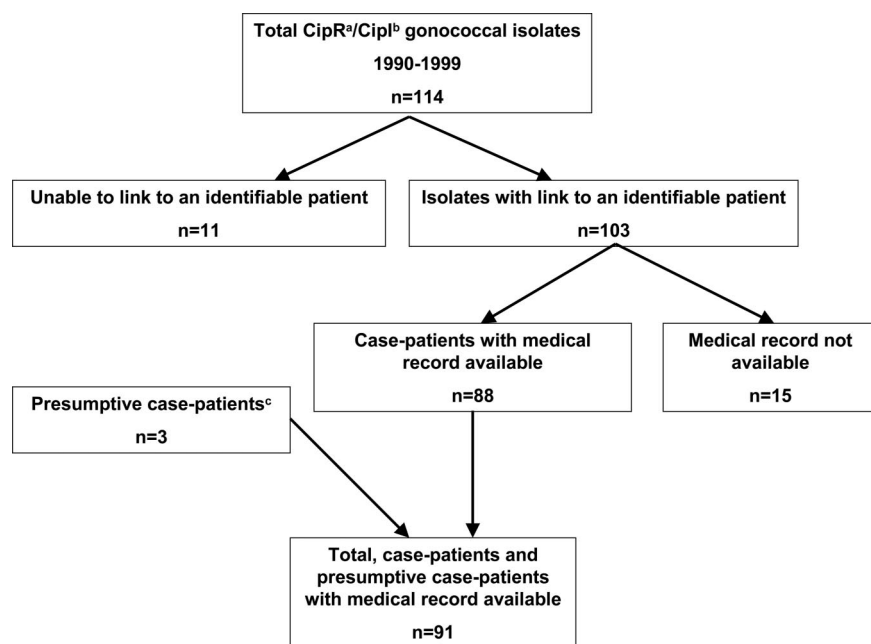 Total CipRᵃ/CipIᵇ gonococcal isolates
1990-1999
n=114
Unable to link to an identifiable patient
n=11
Isolates with link to an identifiable patient
n=103
Case-patients with medical
record available
n=88
Medical record not
available
n=15
Presumptive case-patientsᶜ
n=3
Total, case-patients and
presumptive case-patients
with medical record available
n=91